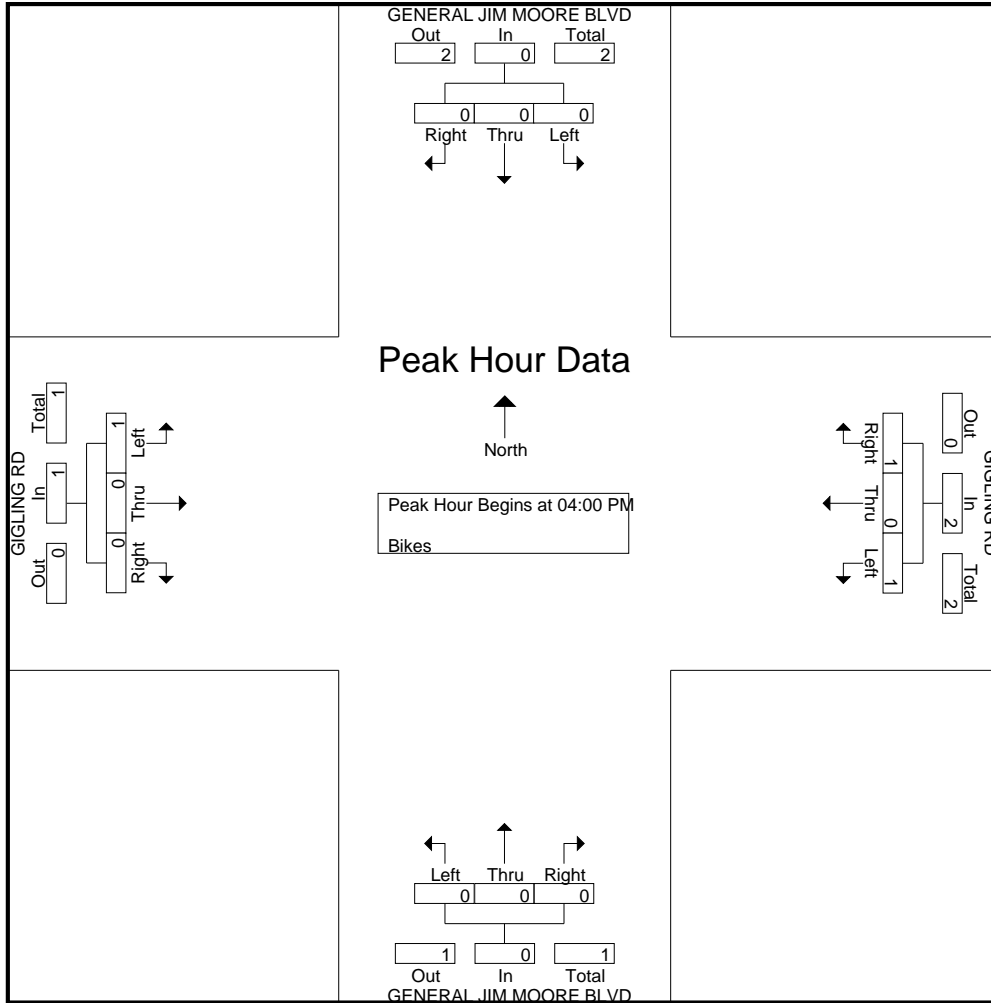 GENERAL JIM MOORE BLVD
Out In Total
2 0 2
0 0 0
Right Thru Left
Peak Hour Data
North
Peak Hour Begins at 04:00 PM
Bikes
GIGLING RD
Out In Total
0 1 1
Right Thru Left
0 0 1
GIGLING RD
Out In Total
0 2 2
Right Thru Left
1 0 1
Left Thru Right
0 0 0
1 0 1
Out In Total
GENERAL JIM MOORE BLVD